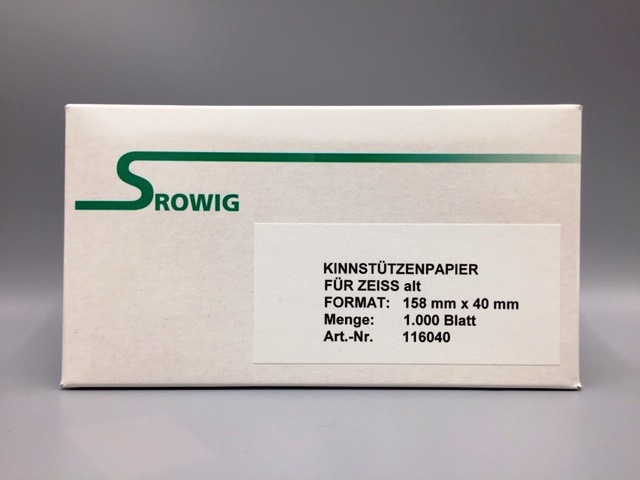 SROWIG
KINNSTÜTZENPAPIER
FÜR ZEISS alt
FORMAT: 158 mm x 40 mm
Menge: 1.000 Blatt
Art.-Nr. 116040